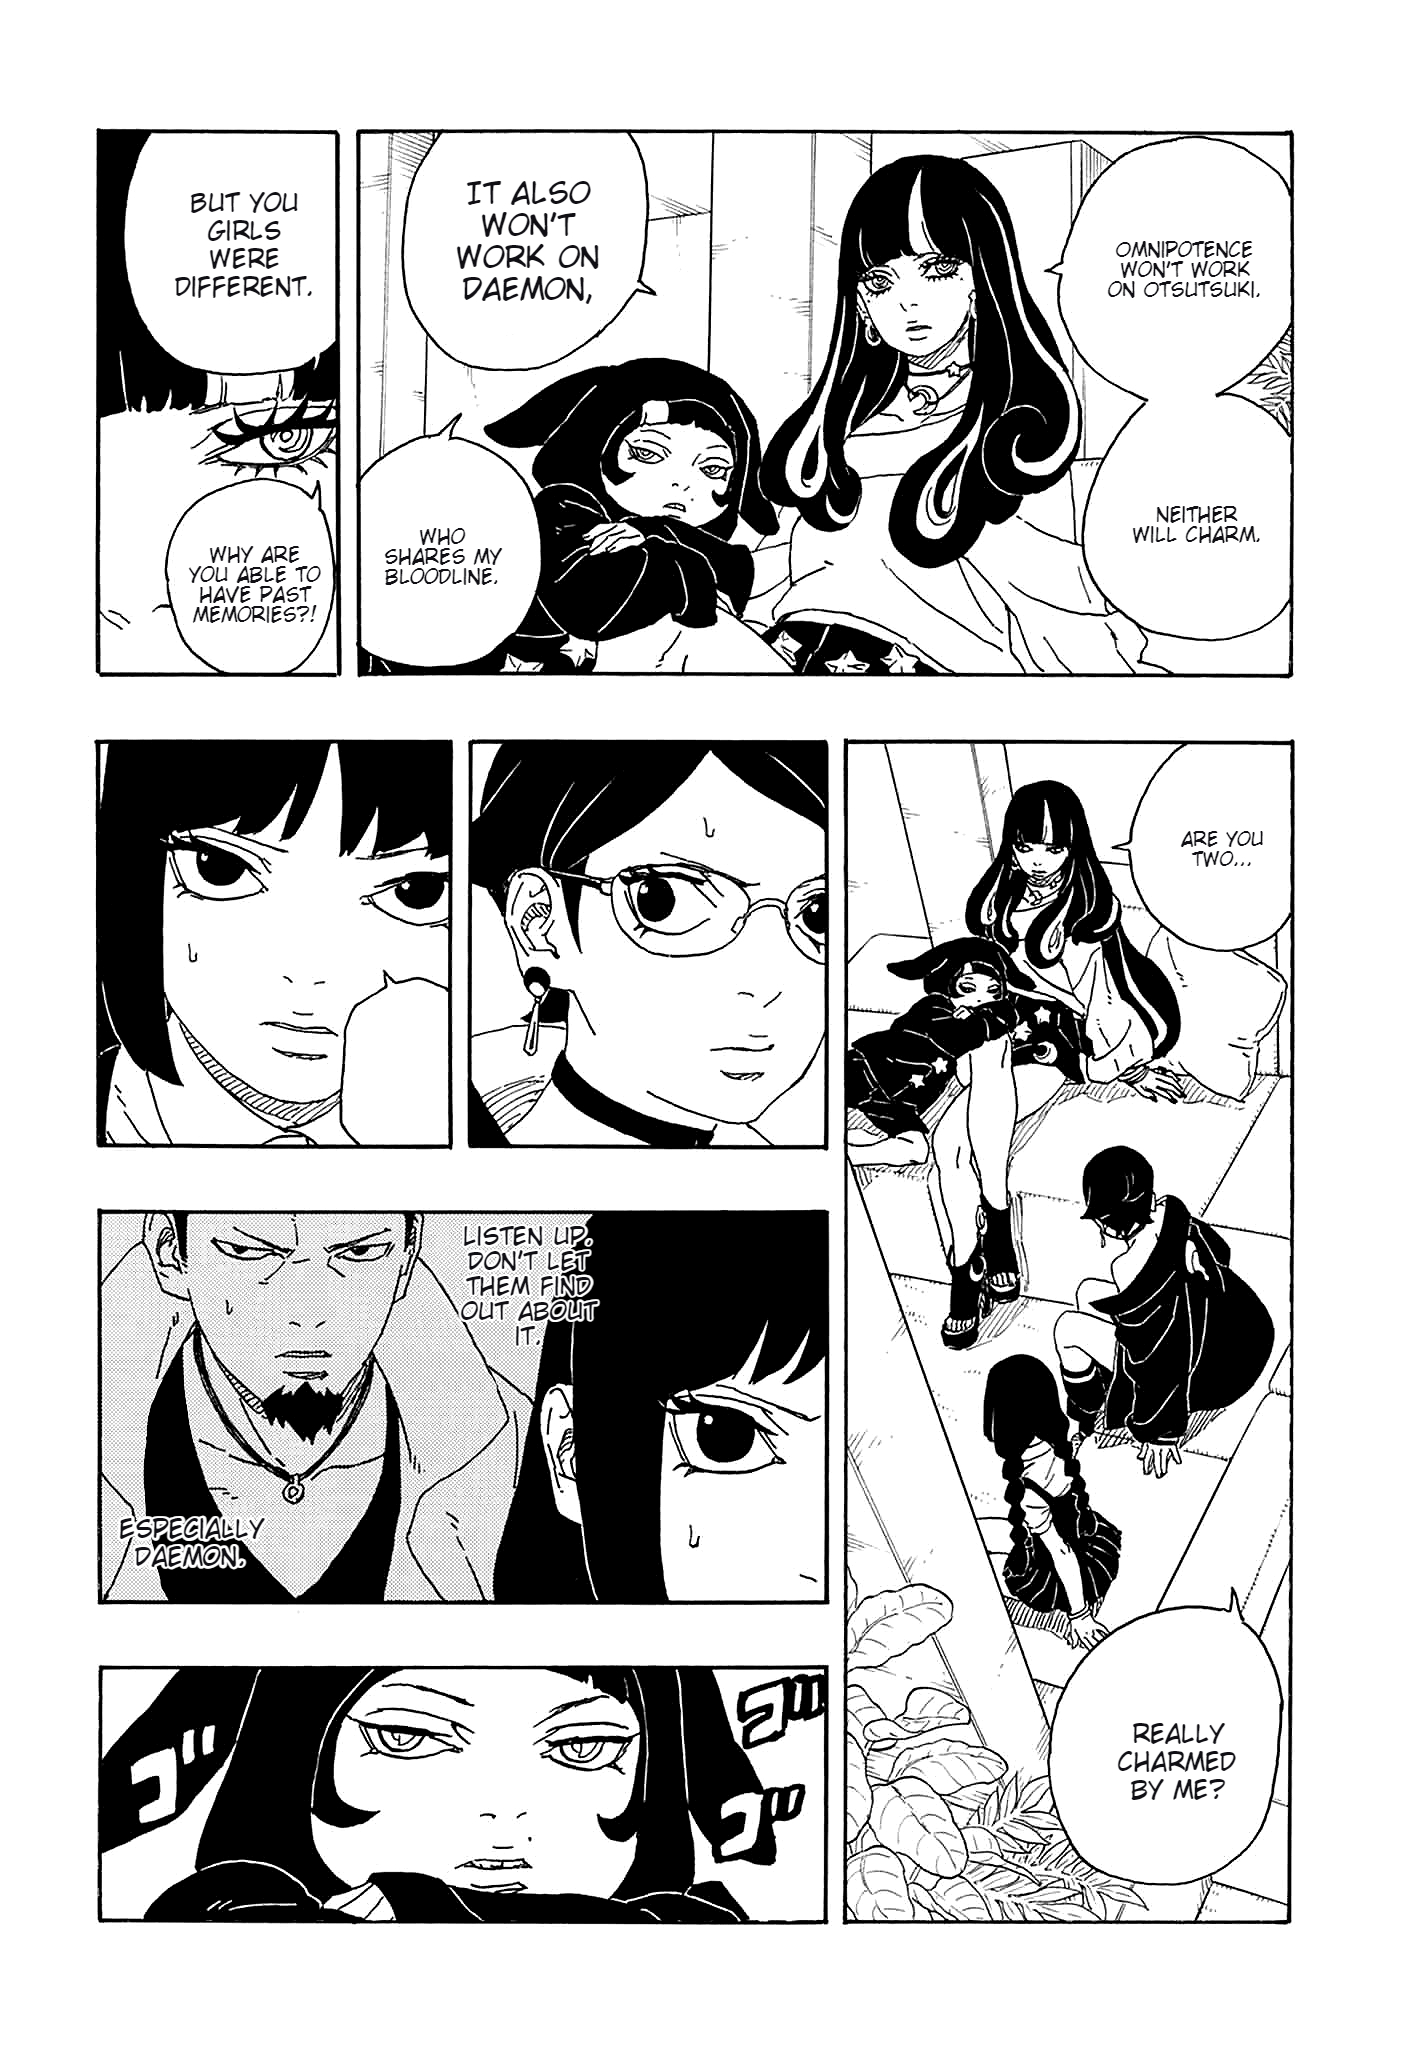 OMNIPOTENCE
WON'T WORK
ON OTSUTSUKI.
NEITHER
WILL CHARM.
IT ALSO
WON'T
WORK ON
DAEMON,
WHO
SHARES MY
BLOODLINE.
BUT YOU
GIRLS
WERE
DIFFERENT.
WHY ARE
YOU ABLE TO
HAVE PAST
MEMORIES?!
ARE YOU
TWO...
REALLY
CHARMED
BY ME?
LISTEN UP.
DON'T LET
THEM FIND
OUT ABOUT
IT.
ESPECIALLY
DAEMON.
ゴ
ゴ
ゴ